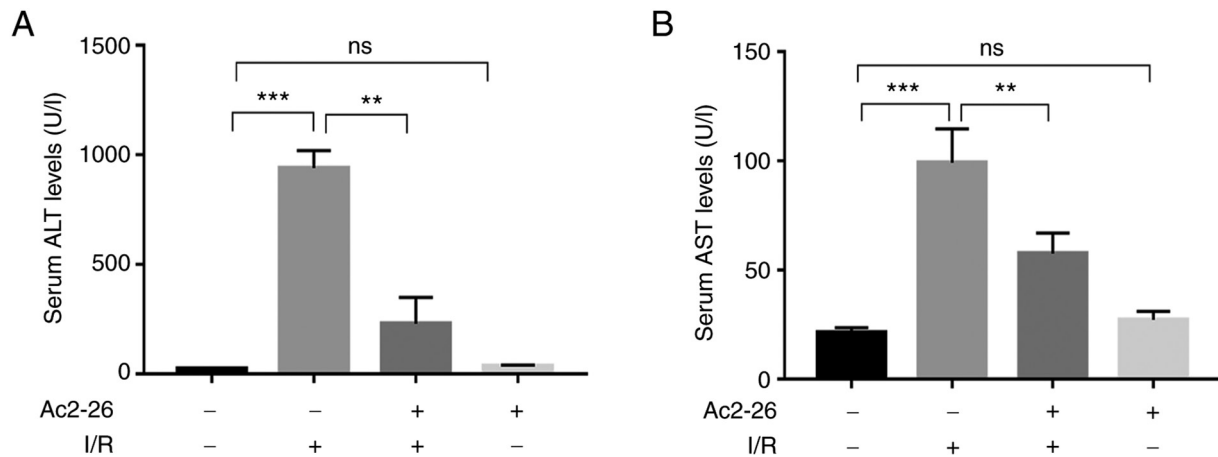 A
Serum ALT levels (U/l)
1500
1000
500
0
ns
***
**
Ac2-26 – – + +
I/R – + + –
B
Serum AST levels (U/l)
150
100
50
0
ns
***
**
Ac2-26 – – + +
I/R – + + –